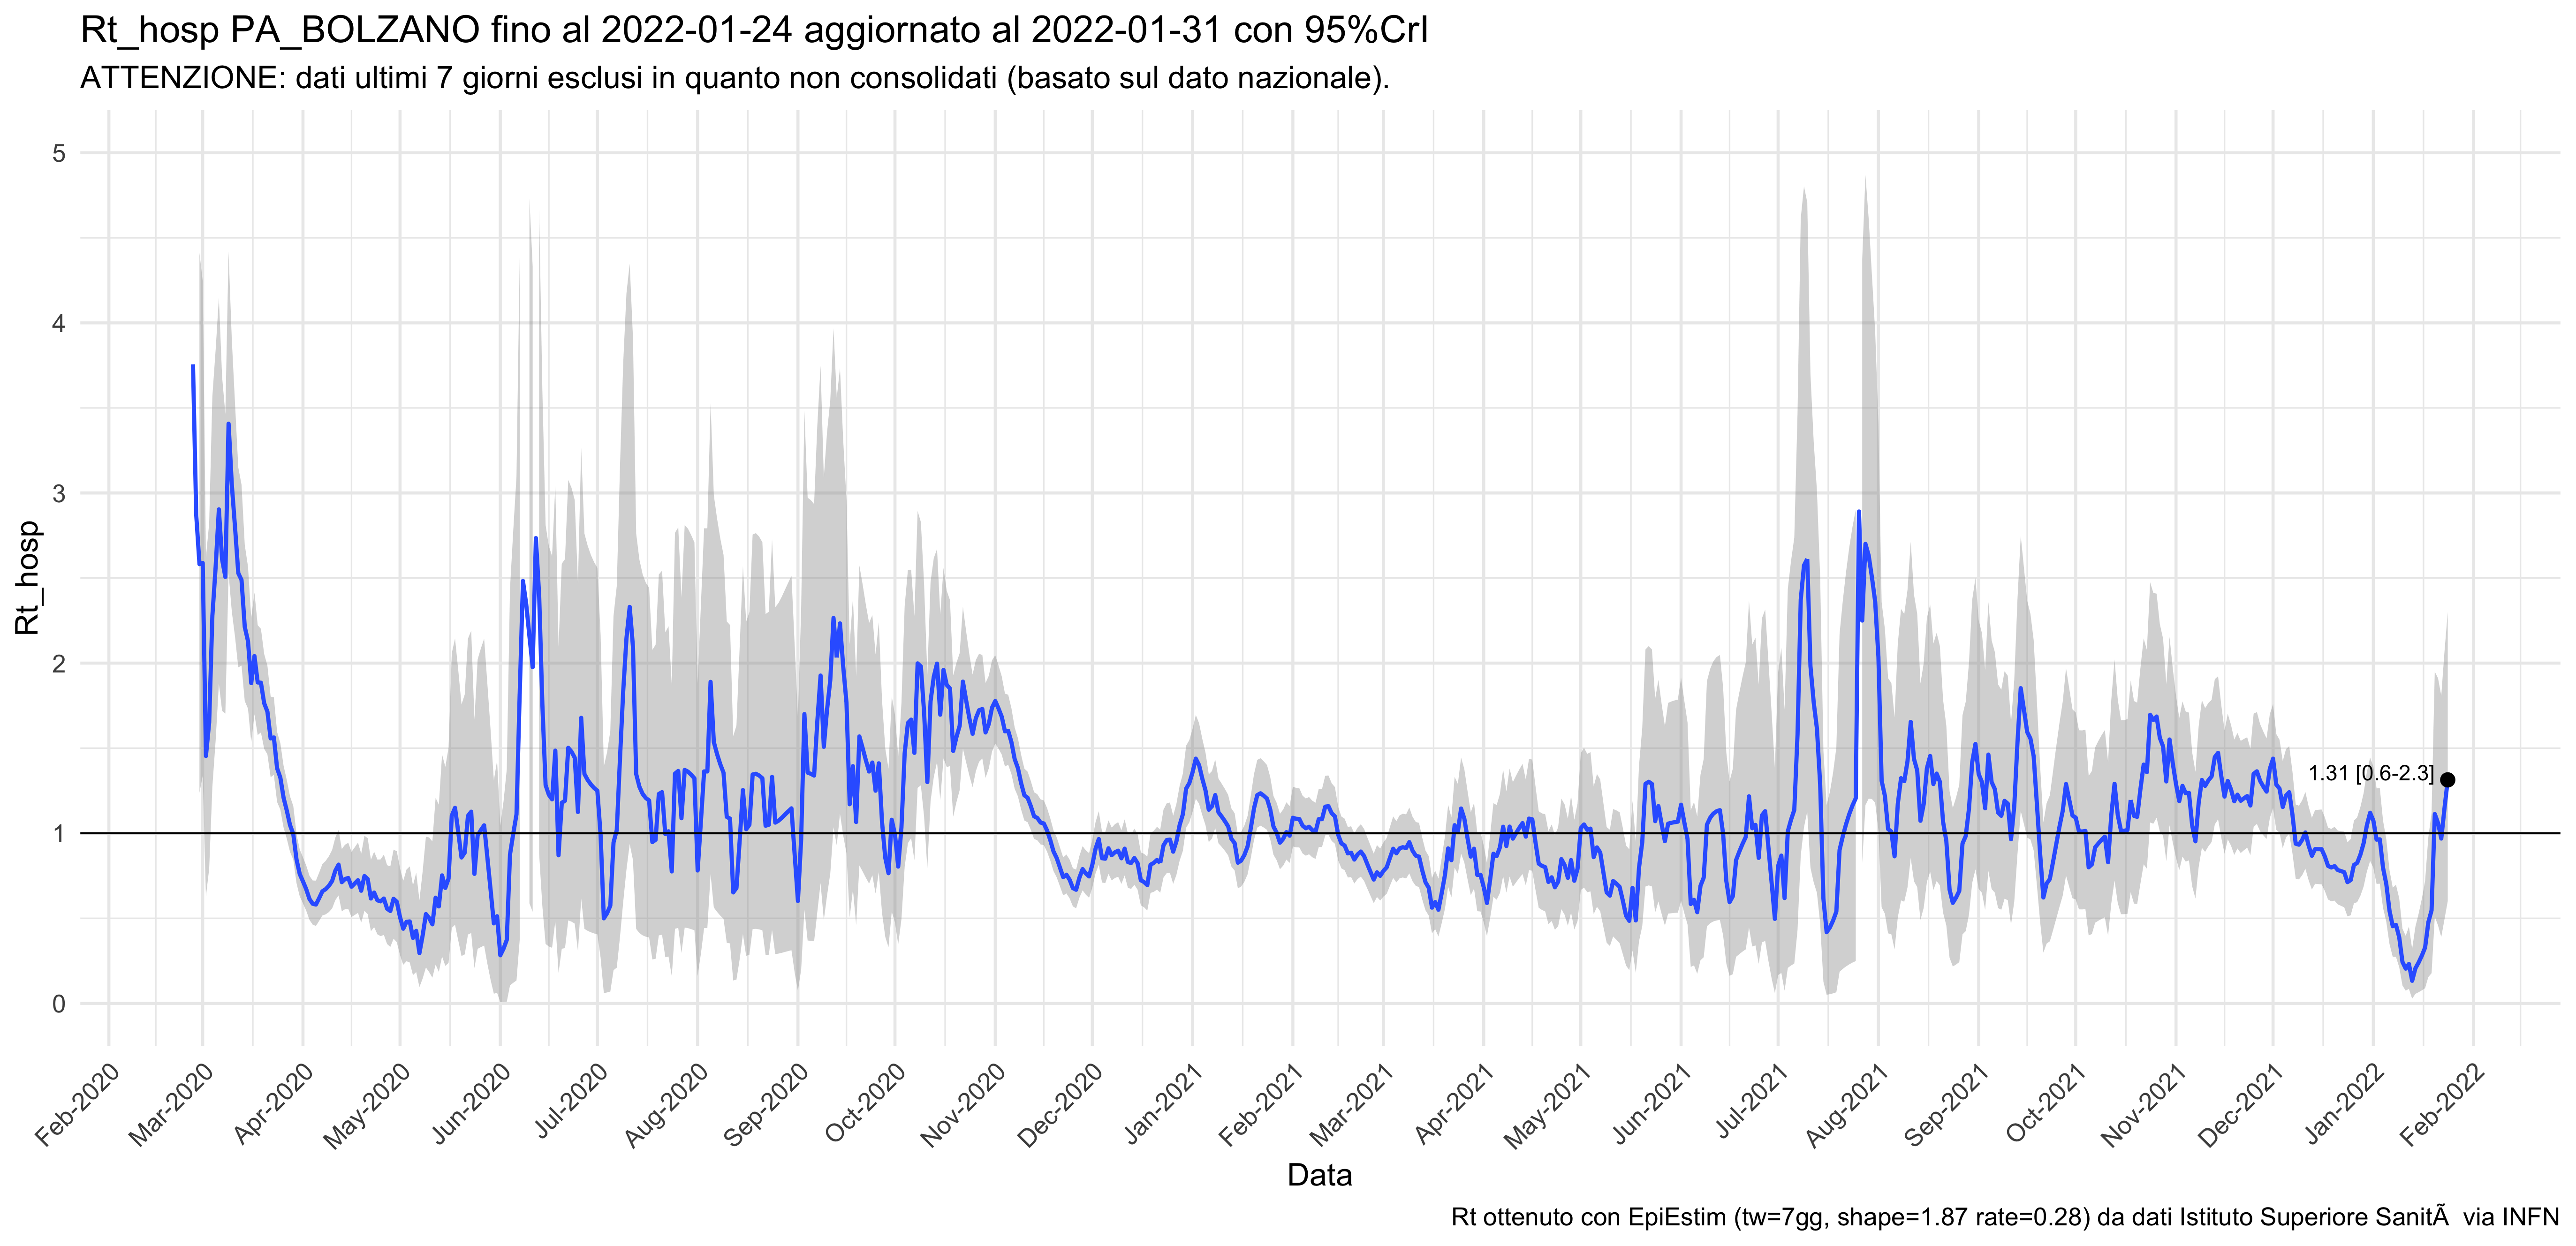 Rt_hosp PA_BOLZANO fino al 2022-01-24 aggiornato al 2022-01-31 con 95%CrI
ATTENZIONE: dati ultimi 7 giorni esclusi in quanto non consolidati (basato sul dato nazionale).
5
4
3
2
1
0
Rt_hosp
1.31 [0.6-2.3]
Feb-2020
Mar-2020
Apr-2020
May-2020
Jun-2020
Jul-2020
Aug-2020
Sep-2020
Oct-2020
Nov-2020
Dec-2020
Jan-2021
Feb-2021
Mar-2021
Apr-2021
May-2021
Jun-2021
Jul-2021
Aug-2021
Sep-2021
Oct-2021
Nov-2021
Dec-2021
Jan-2022
Feb-2022
Data
Rt ottenuto con EpiEstim (tw=7gg, shape=1.87 rate=0.28) da dati Istituto Superiore SanitÃ  via INFN